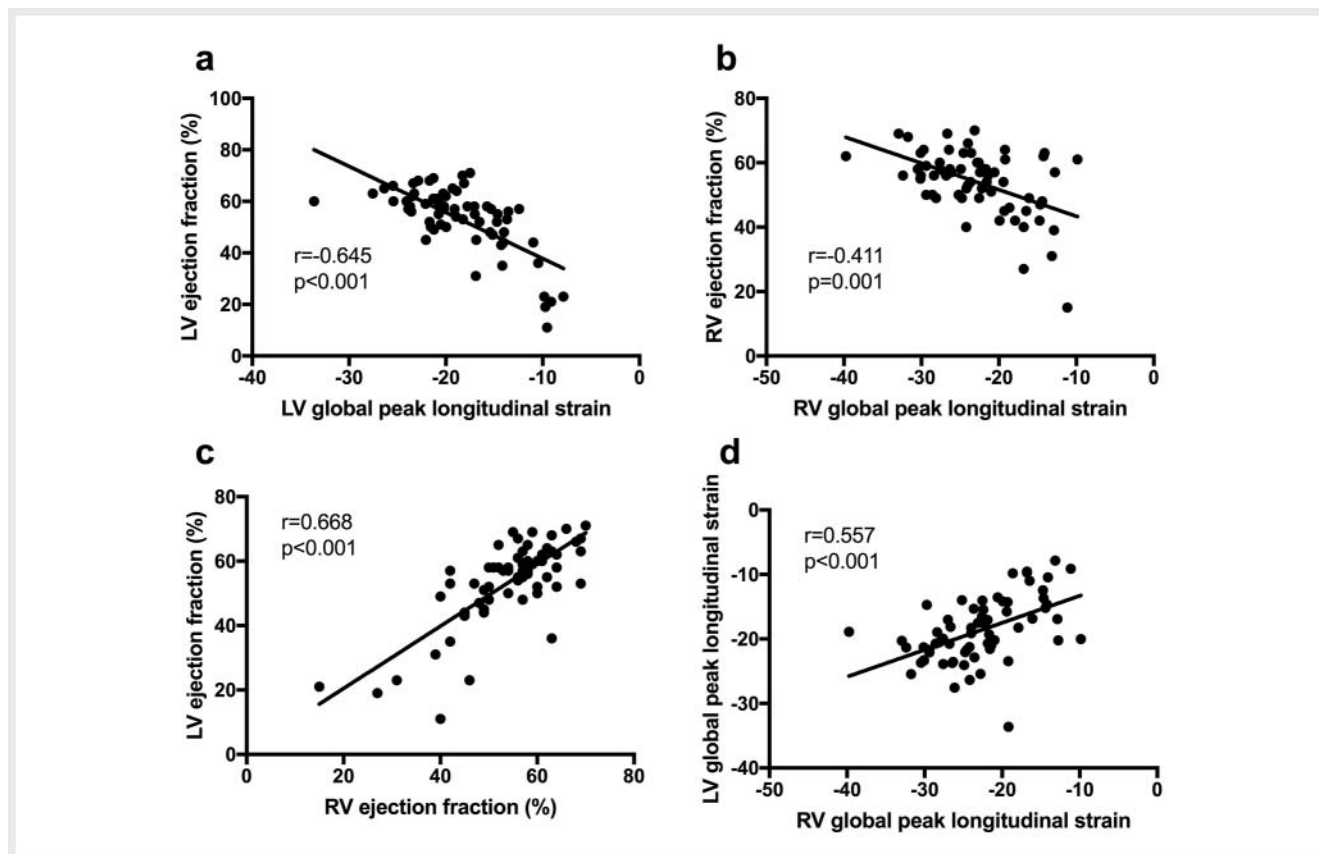 a
LV ejection fraction (%)
100
80
60
40
20
0
r=-0.645
p<0.001
-40 -30 -20 -10 0
LV global peak longitudinal strain
b
RV ejection fraction (%)
80
60
40
20
0
r=-0.411
p=0.001
-50 -40 -30 -20 -10 0
RV global peak longitudinal strain
c
LV ejection fraction (%)
80
60
40
20
0
r=0.668
p<0.001
0 20 40 60 80
RV ejection fraction (%)
d
LV global peak longitudinal strain
0
-10
-20
-30
-40
r=0.557
p<0.001
-50 -40 -30 -20 -10 0
RV global peak longitudinal strain